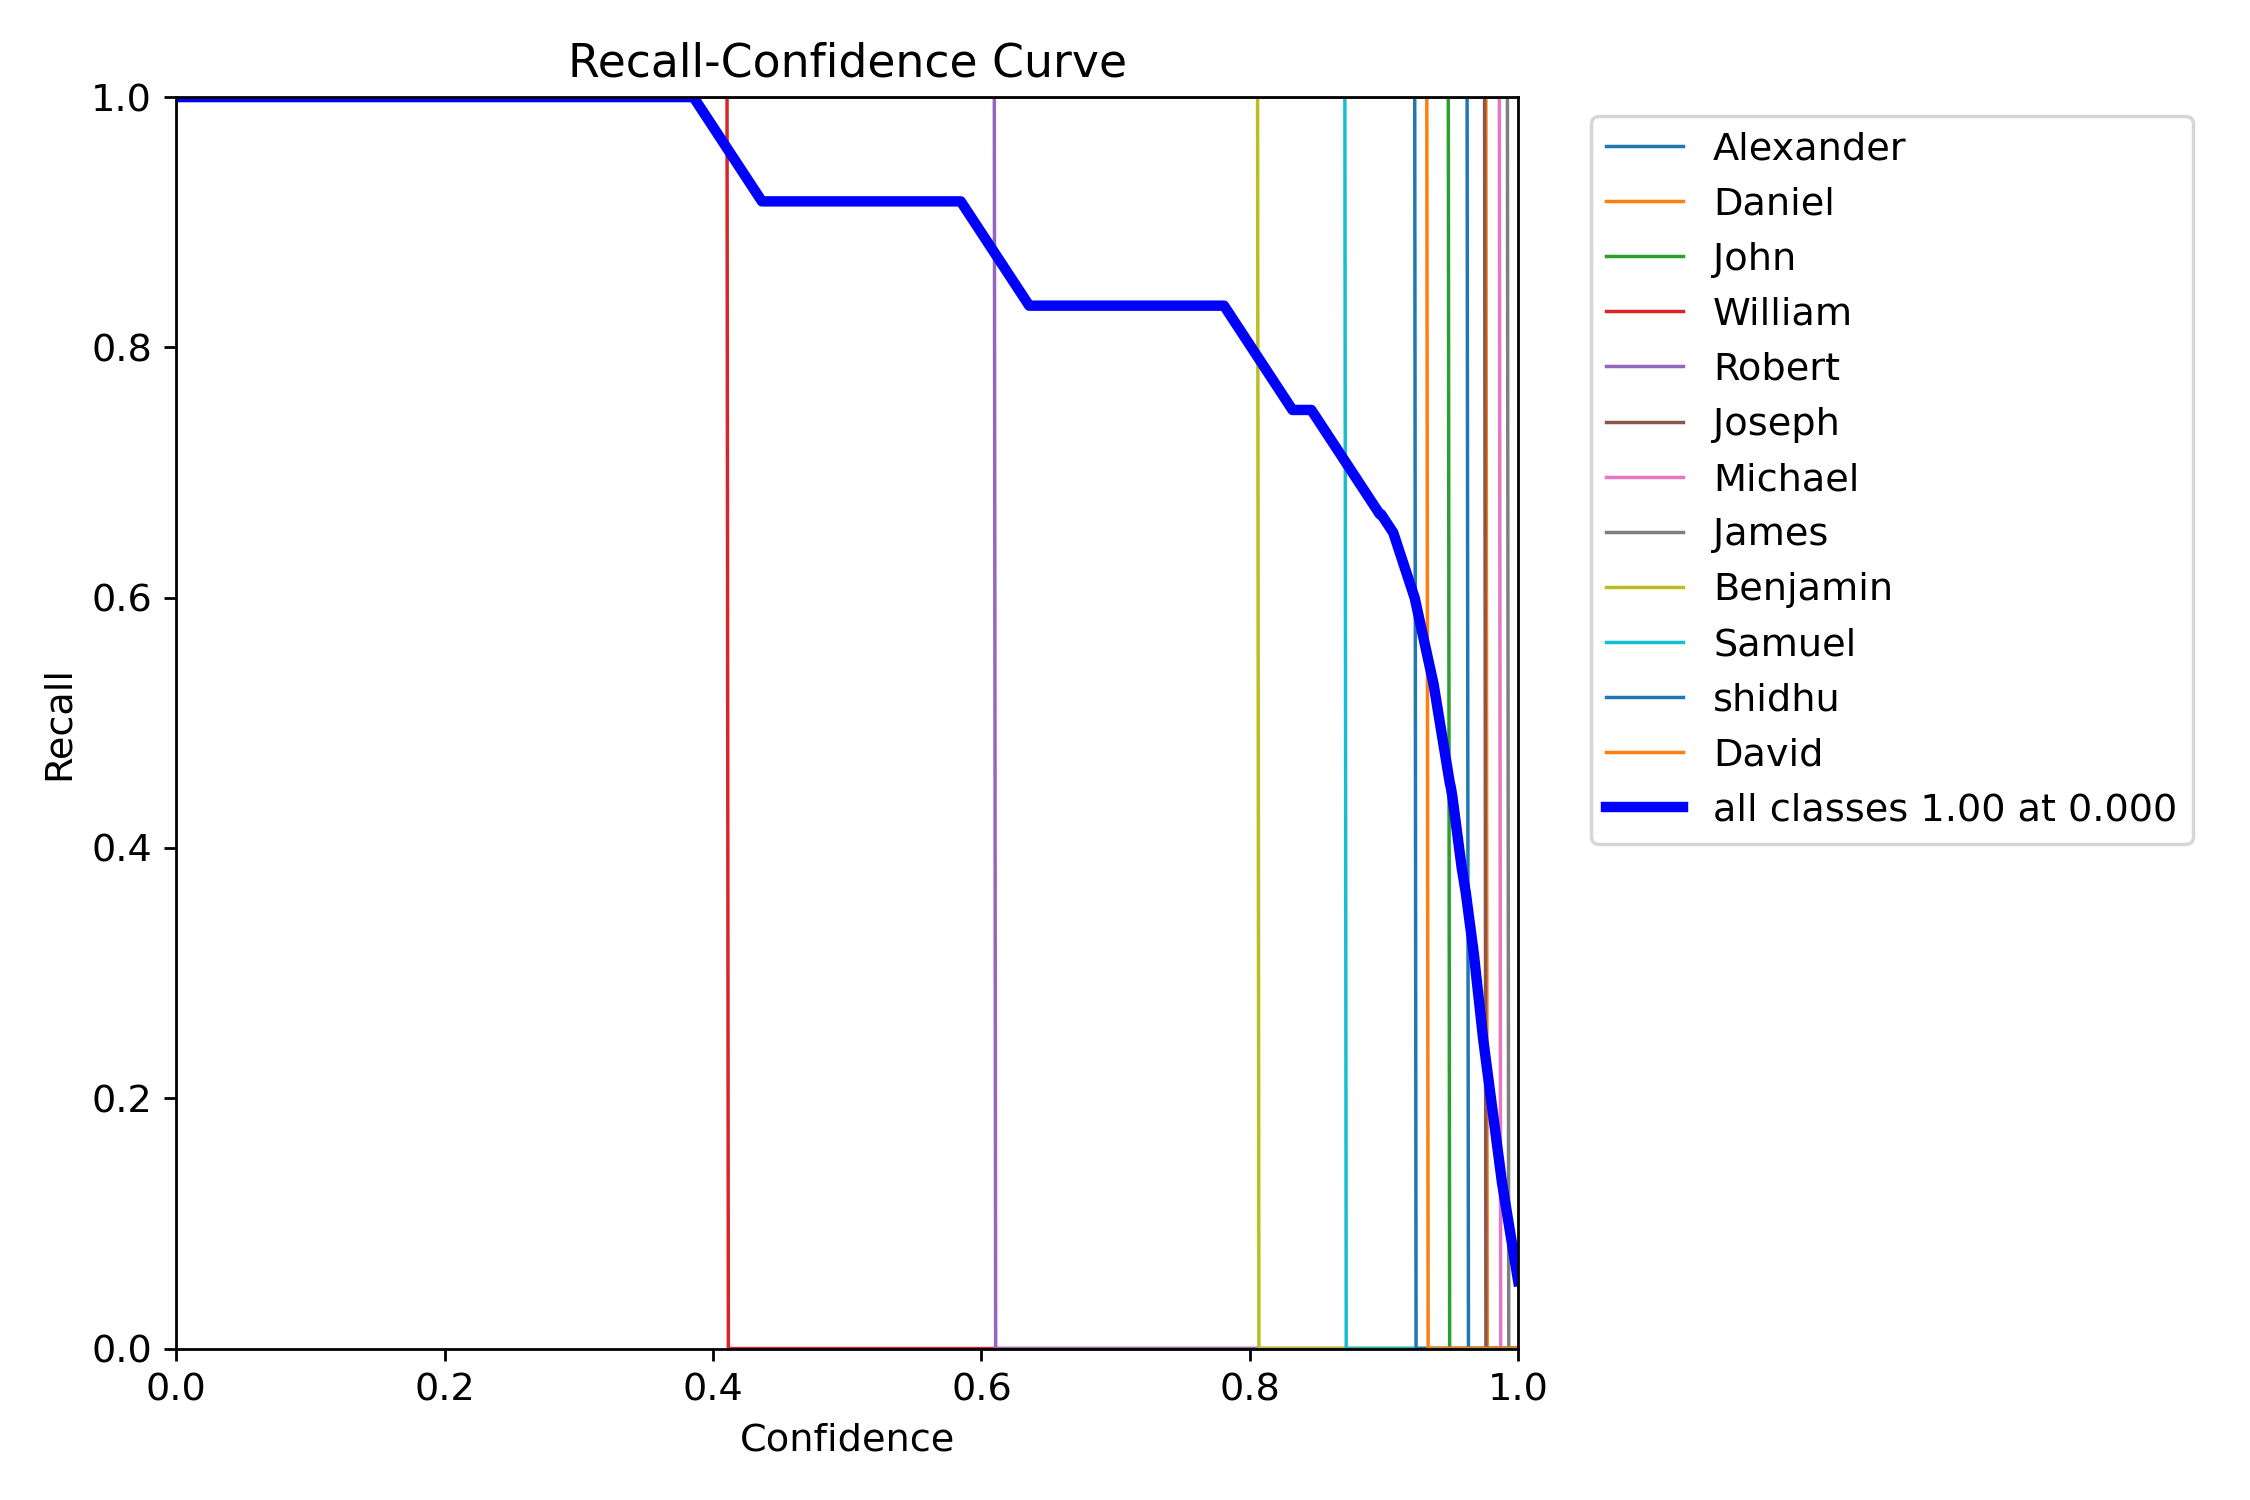 Recall-Confidence Curve
1.0
0.8
0.6
0.4
0.2
0.0
Recall
0.0 0.2 0.4 0.6 0.8 1.0
Confidence
Alexander
Daniel
John
William
Robert
Joseph
Michael
James
Benjamin
Samuel
shidhu
David
all classes 1.00 at 0.000